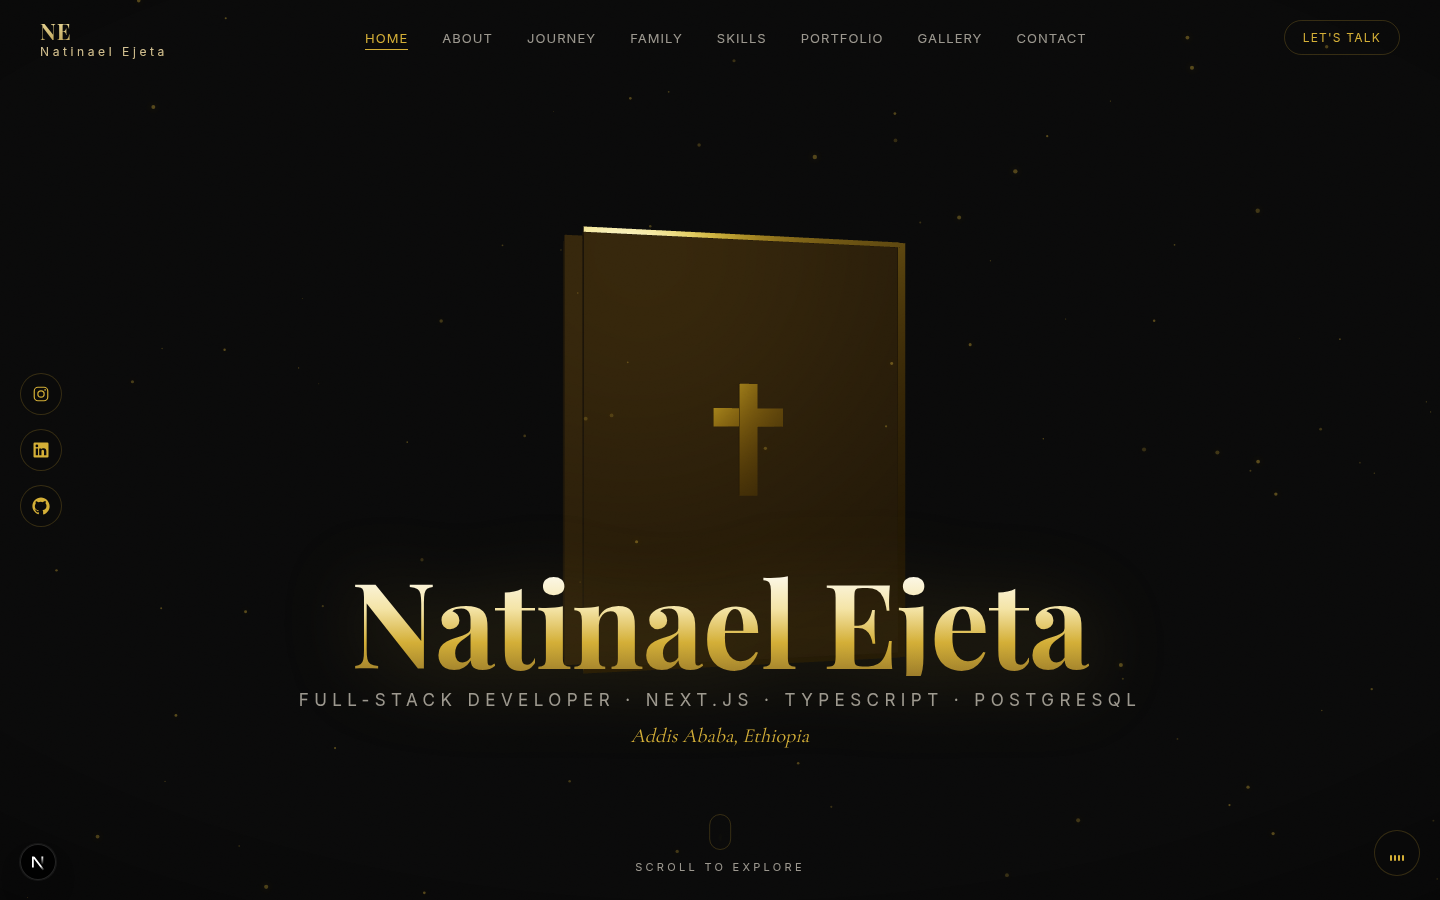 NE
Natinael Ejeta
HOME ABOUT JOURNEY FAMILY SKILLS PORTFOLIO GALLERY CONTACT
LET'S TALK
Natinael Ejeta
FULL-STACK DEVELOPER · NEXT.JS · TYPESCRIPT · POSTGRESQL
Addis Ababa, Ethiopia
SCROLL TO EXPLORE
N